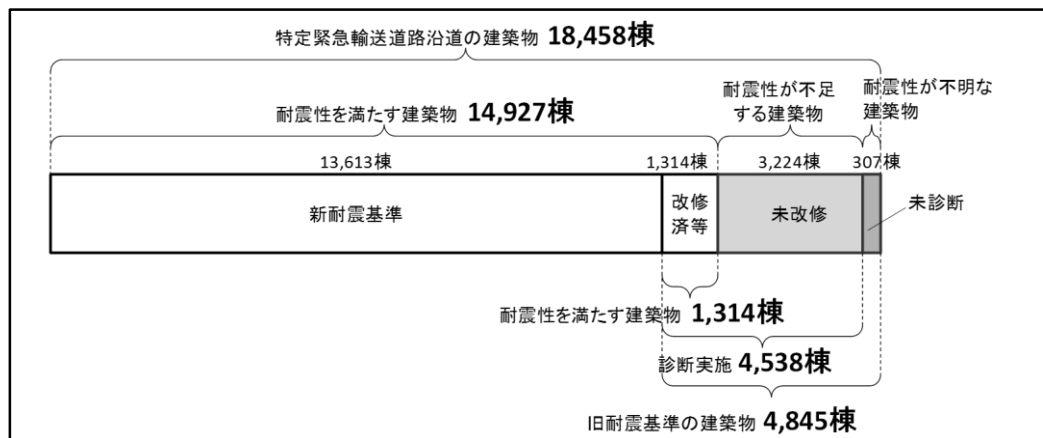 特定緊急輸送道路沿道の建築物 18,458棟
耐震性を満たす建築物 14,927棟
耐震性が不足
する建築物
耐震性が不明な
建築物
13,613棟
1,314棟
3,224棟
307棟
新耐震基準
改修
済等
未改修
未診断
耐震性を満たす建築物 1,314棟
診断実施 4,538棟
旧耐震基準の建築物 4,845棟